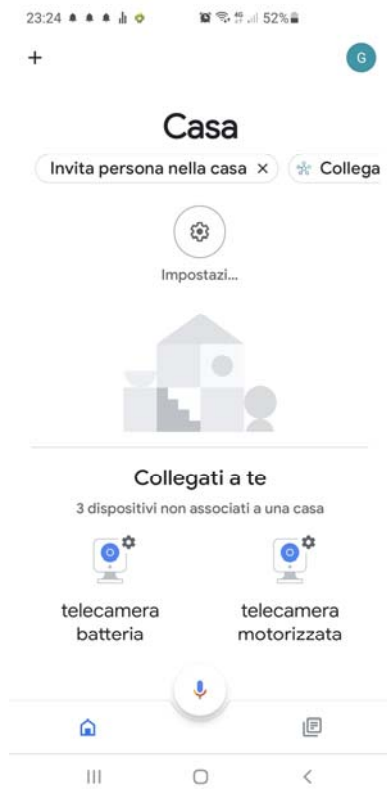 23:24 52%
G
Casa
Invita persona nella casa × Collega
Impostazi...
Collegati a te
3 dispositivi non associati a una casa
telecamera batteria
telecamera motorizzata